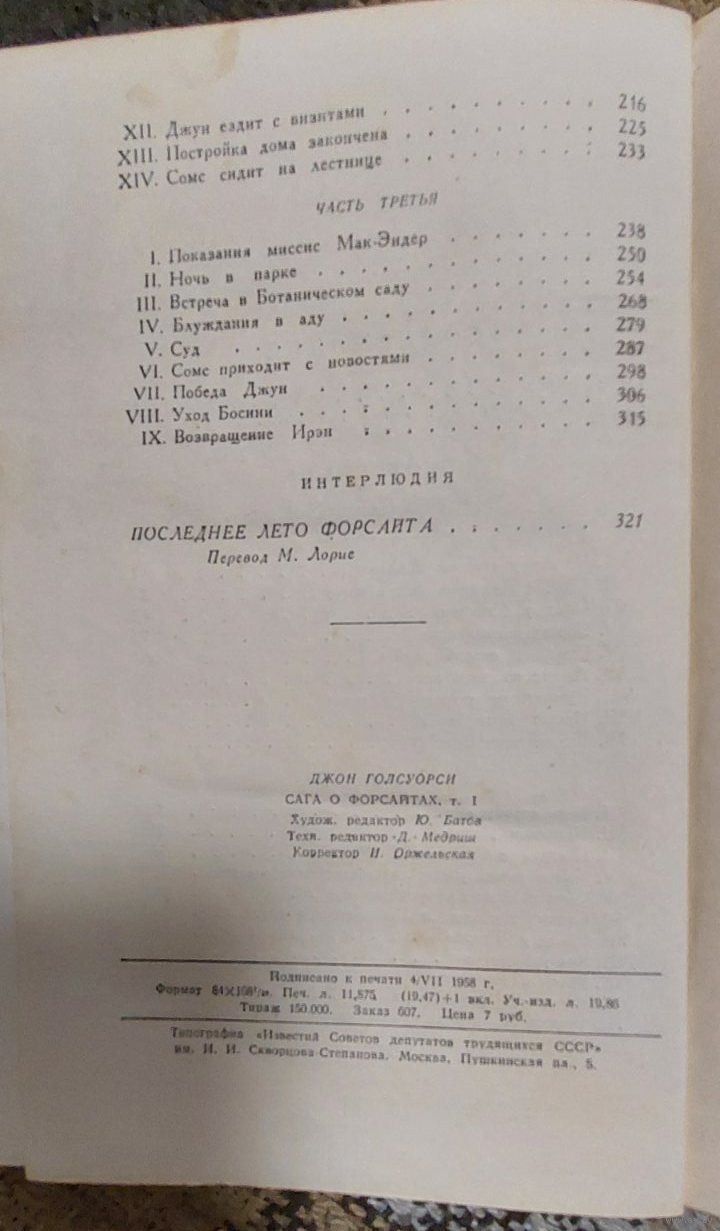 XII. Джун ездит с визитами . . . . . . . . . . 216
XIII. Постройка дома закончена . . . . . . . . . 225
XIV. Сомс сидит на лестнице . . . . . . . . . 233
ЧАСТЬ ТРЕТЬЯ
I. Показания миссис Мак-Эндер . . . . . . . 238
II. Ночь в парке . . . . . . . . . . . . 250
III. Встреча в Ботаническом саду . . . . . . . . 254
IV. Блуждания в аду . . . . . . . . . . . 268
V. Суд . . . . . . . . . . . . . . 279
VI. Сомс приходит с новостями . . . . . . . . 287
VII. Победа Джун . . . . . . . . . . . 298
VIII. Уход Босини . . . . . . . . . . . 306
IX. Возвращение Ирэн . . . . . . . . . . 315
ИНТЕРЛЮДИЯ
ПОСЛЕДНЕЕ ЛЕТО ФОРСАЙТА . . . . . . . 321
Перевод М. Лорие
ДЖОН ГОЛСУОРСИ
САГА О ФОРСАЙТАХ, т. I
Худож. редактор Ю. Батов
Техн. редактор Д. Медриш
Корректор И. Оржельская
Подписано к печати 4/VII 1958 г.
Формат 84×108¹/₃₂. Печ. л. 11,875 (19,47)+1 вкл. Уч.-изд. л. 19,86
Тираж 150.000. Заказ 607. Цена 7 руб.
Типография «Известий Советов депутатов трудящихся СССР»
им. И. И. Скворцова-Степанова. Москва, Пушкинская пл., 5.